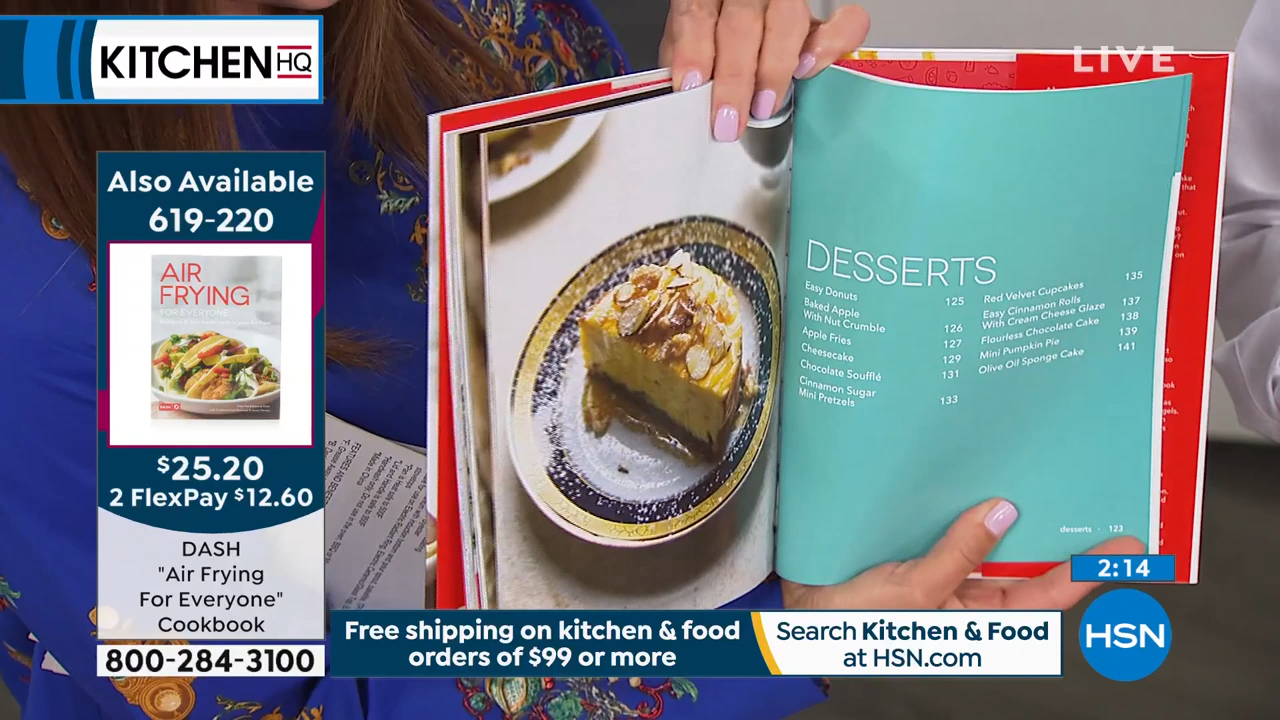 KITCHEN HQ
LIVE
Also Available
619-220
AIR
FRYING
FOR EVERYONE
$25.20
2 FlexPay $12.60
DASH
"Air Frying
For Everyone"
Cookbook
800-284-3100
DESSERTS
Easy Donuts 125
Baked Apple
With Nut Crumble 126
Apple Fries 127
Cheesecake 129
Chocolate Soufflé 131
Cinnamon Sugar
Mini Pretzels 133
Red Velvet Cupcakes 135
Easy Cinnamon Rolls
With Cream Cheese Glaze 137
Flourless Chocolate Cake 138
Mini Pumpkin Pie 139
Olive Oil Sponge Cake 141
desserts - 123
2:14
Free shipping on kitchen & food
orders of $99 or more
Search Kitchen & Food
at HSN.com
HSN